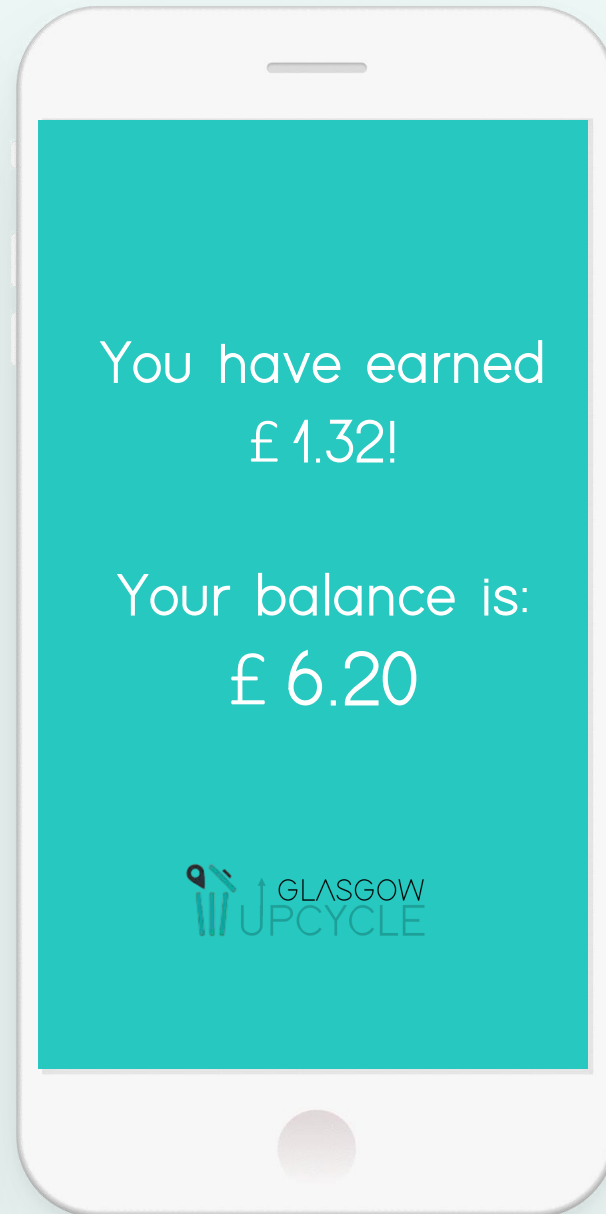 You have earned
£ 1.32!
Your balance is:
£ 6.20
GLASGOW
UPCYCLE